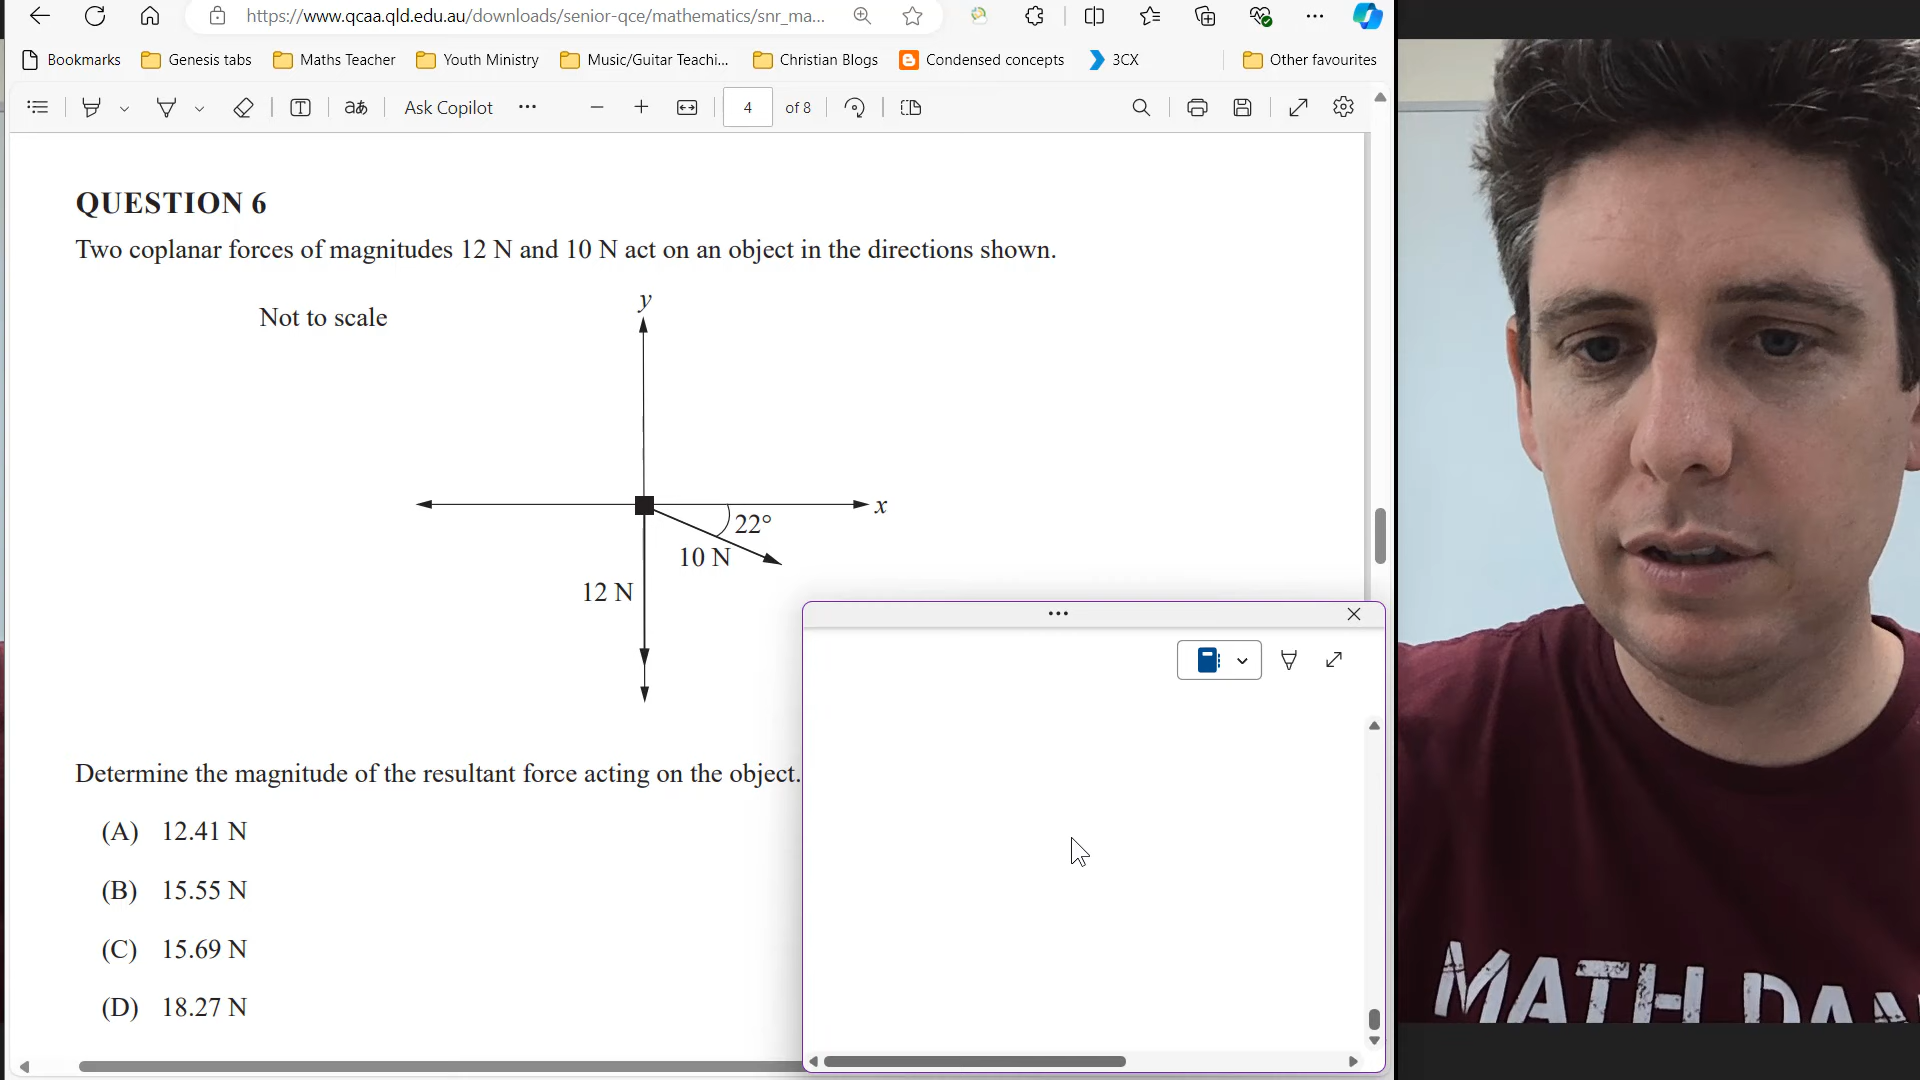 https://www.qcaa.qld.edu.au/downloads/senior-qce/mathematics/snr_ma...
Bookmarks Genesis tabs Maths Teacher Youth Ministry Music/Guitar Teachi... Christian Blogs Condensed concepts 3CX Other favourites
Ask Copilot 4 of 8
QUESTION 6
Two coplanar forces of magnitudes 12 N and 10 N act on an object in the directions shown.
Not to scale
y
x
22°
10 N
12 N
Determine the magnitude of the resultant force acting on the object.
(A) 12.41 N
(B) 15.55 N
(C) 15.69 N
(D) 18.27 N
MATH DAN